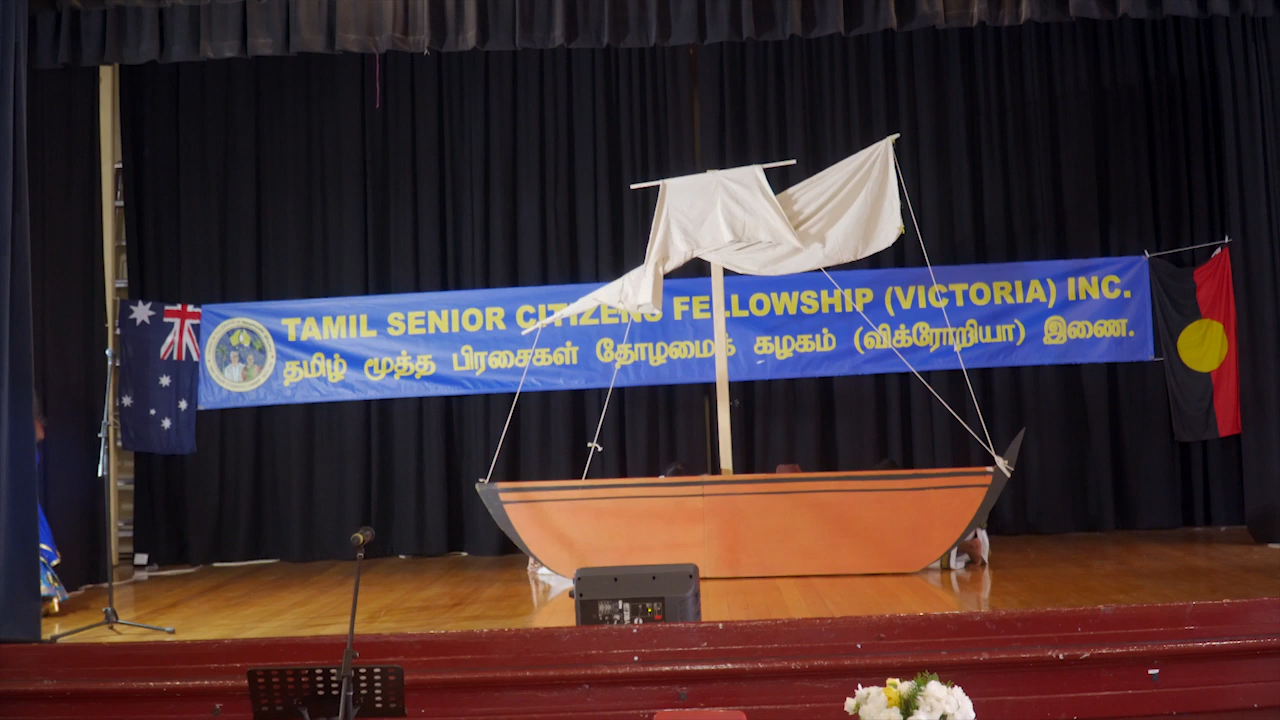 TAMIL SENIOR CITIZENS FELLOWSHIP (VICTORIA) INC.
தமிழ் மூத்த பிரசைகள் தோழமைக் கழகம் (விக்ரோறியா) இணை.